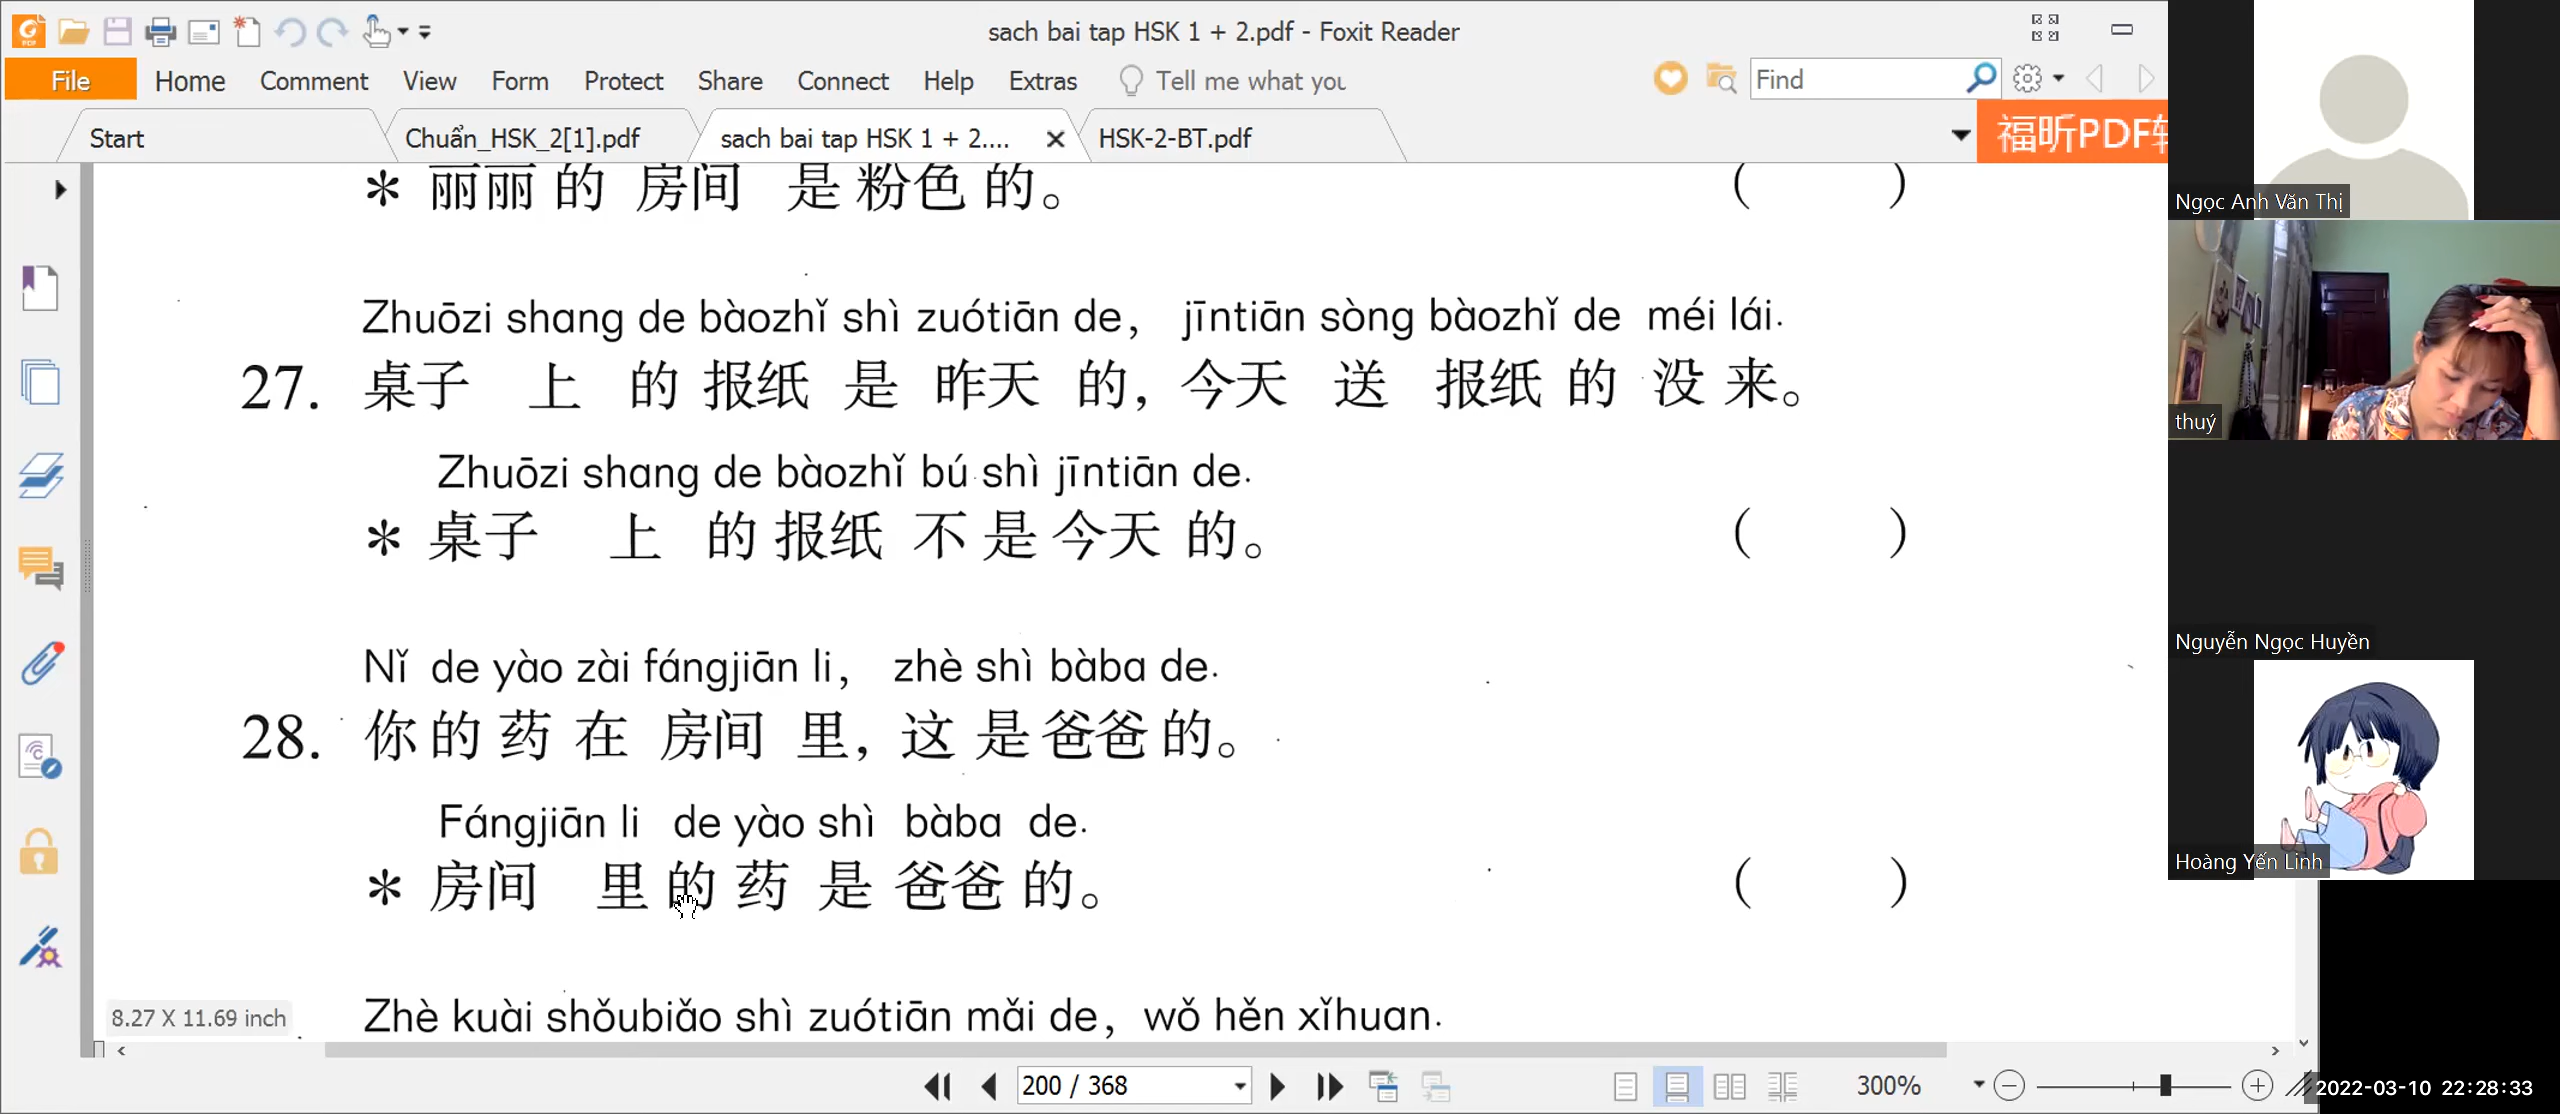 sach bai tap HSK 1 + 2.pdf - Foxit Reader
File Home Comment View Form Protect Share Connect Help Extras Tell me what you Find
Start Chuẩn_HSK_2[1].pdf sach bai tap HSK 1 + 2.... HSK-2-BT.pdf 福昕PDF
* 丽丽 的 房间 是 粉色 的。 ( )
Zhuōzi shang de bàozhǐ shì zuótiān de, jīntiān sòng bàozhǐ de méi lái.
27. 桌子 上 的 报纸 是 昨天 的, 今天 送 报纸 的 没 来。
Zhuōzi shang de bàozhǐ bú shì jīntiān de.
* 桌子 上 的 报纸 不 是 今天 的。 ( )
Nǐ de yào zài fángjiān li, zhè shì bàba de.
28. 你 的 药 在 房间 里, 这 是 爸爸 的。
Fángjiān li de yào shì bàba de.
* 房间 里 的 药 是 爸爸 的。 ( )
Zhè kuài shǒubiǎo shì zuótiān mǎi de, wǒ hěn xǐhuan.
8.27 X 11.69 inch
200 / 368
300%
Ngọc Anh Văn Thị
thuý
Nguyễn Ngọc Huyền
Hoàng Yến Linh
2022-03-10 22:28:33